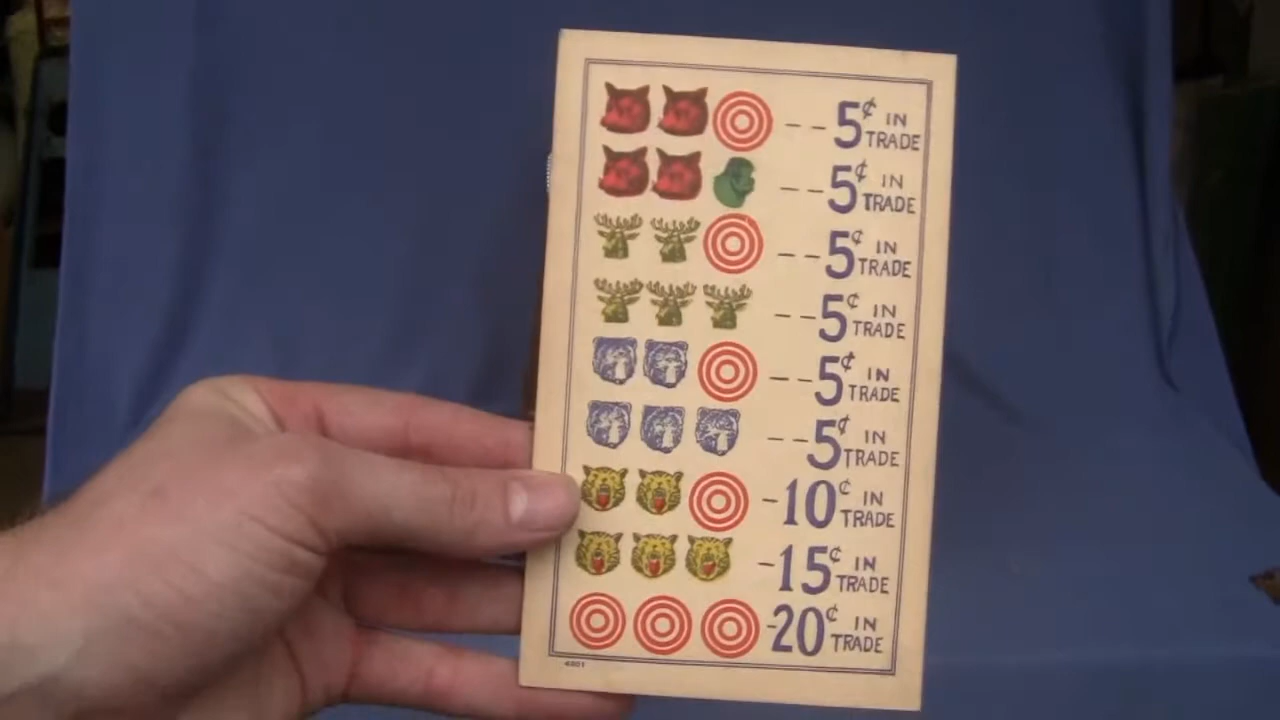 -- 5¢ IN TRADE
-- 5¢ IN TRADE
-- 5¢ IN TRADE
-- 5¢ IN TRADE
-- 5¢ IN TRADE
-- 5¢ IN TRADE
- 10¢ IN TRADE
- 15¢ IN TRADE
- 20¢ IN TRADE
4301